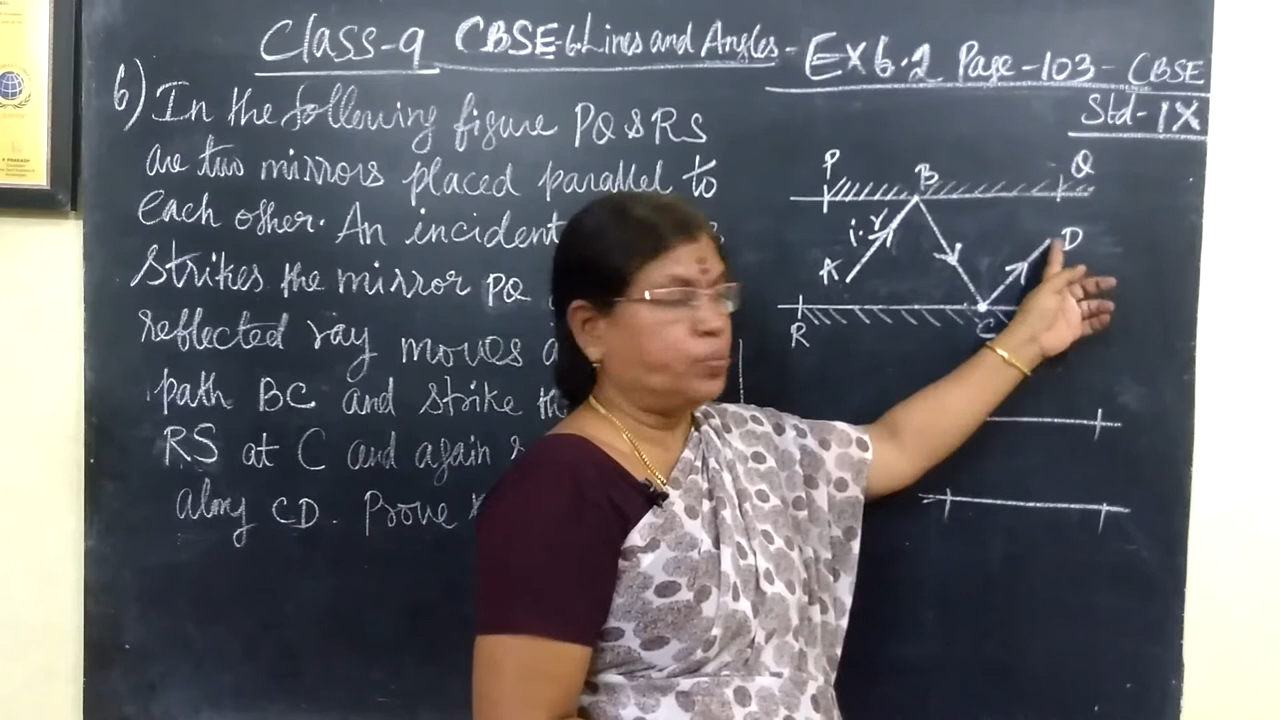 Class-9 CBSE-6.Lines and Angles - Ex 6.2 Page-103- CBSE
Std-IX
6) In the following figure PQ & RS
are two mirrors placed parallel to
each other. An incident
strikes the mirror PQ
reflected ray moves
path BC and strike
RS at C and again
along CD. Prove
P B Q
i.r
A D
R C